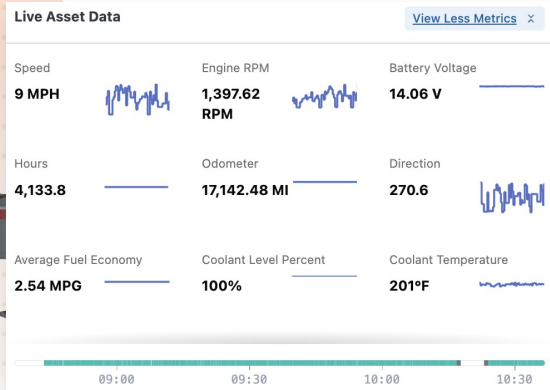 Live Asset Data
View Less Metrics
Speed
Engine RPM
Battery Voltage
9 MPH
1,397.62
RPM
14.06 V
Hours
Odometer
Direction
4,133.8
17,142.48 MI
270.6
Average Fuel Economy
Coolant Level Percent
Coolant Temperature
2.54 MPG
100%
201°F
09:00
09:30
10:00
10:30